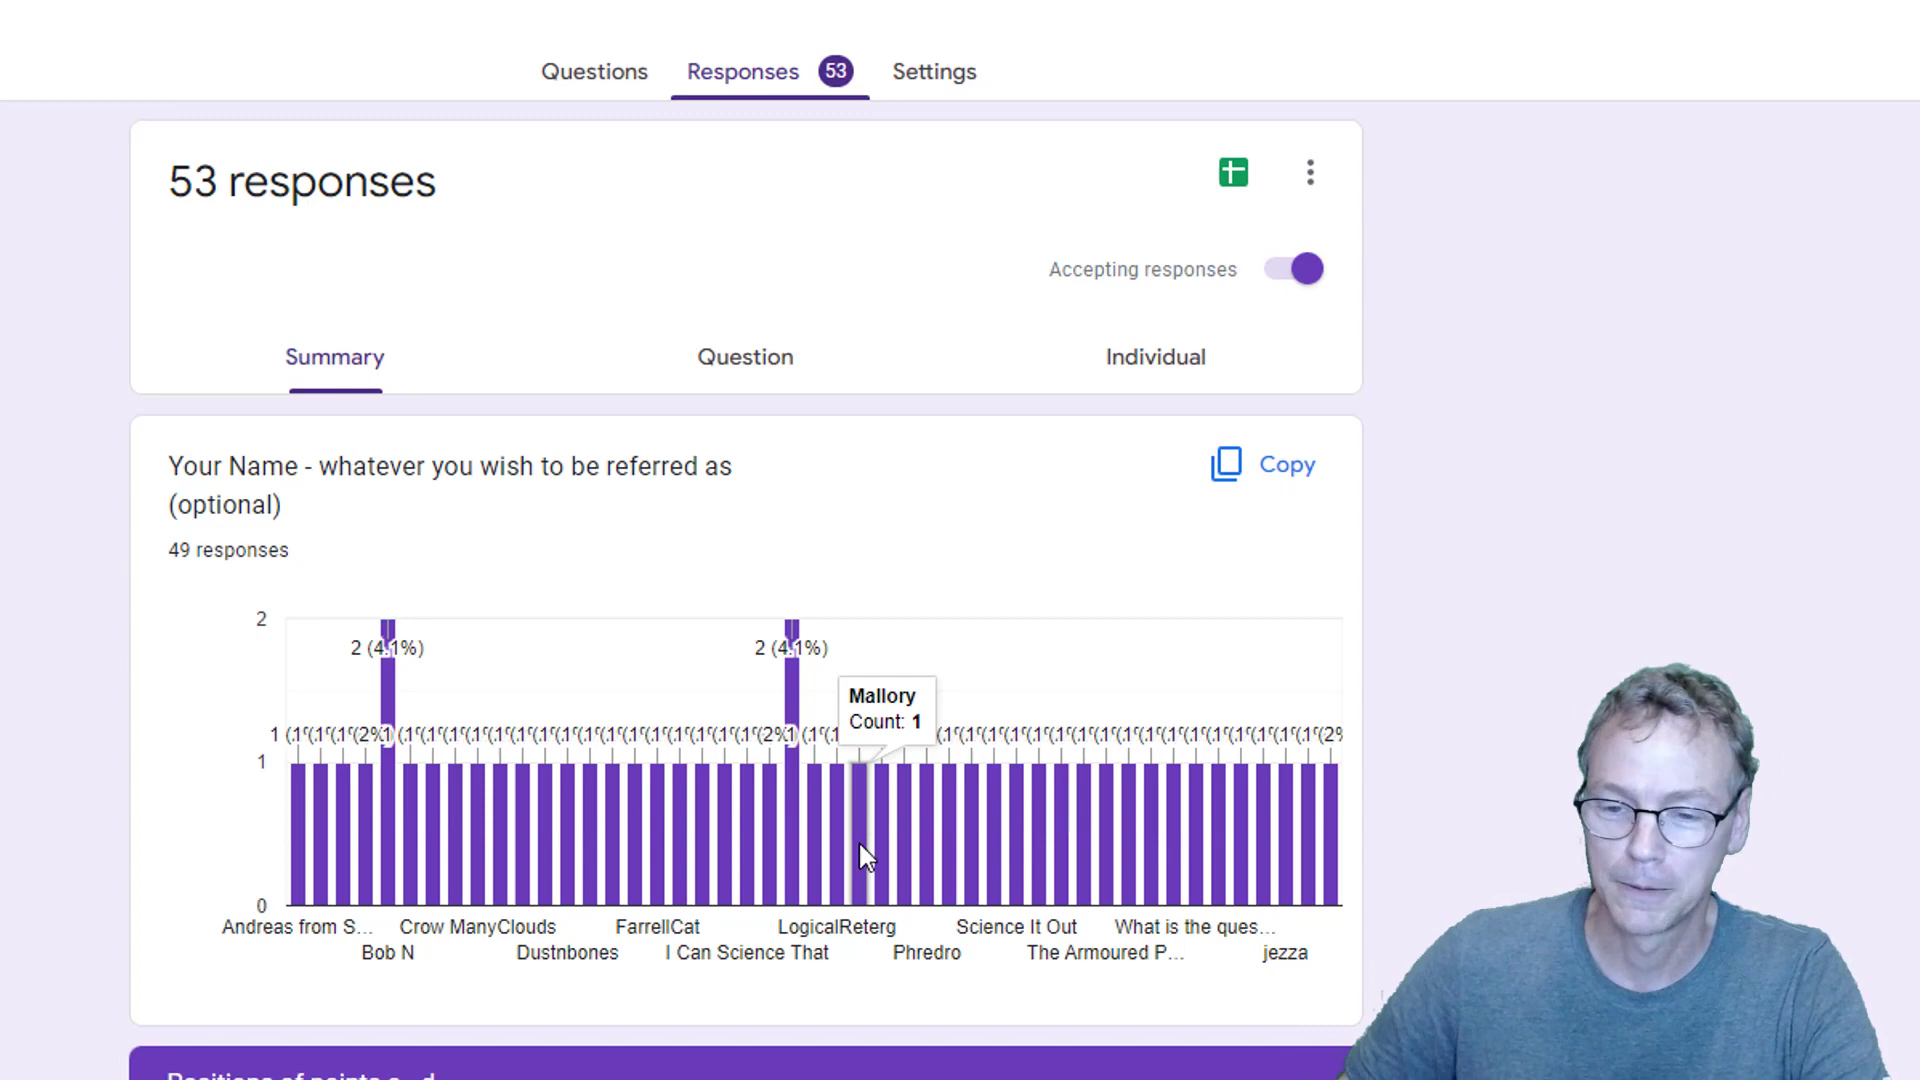 Questions Responses 53 Settings
53 responses
Accepting responses
Summary Question Individual
Your Name - whatever you wish to be referred as
(optional)
Copy
49 responses
2
2 (4.1%) 2 (4.1%)
Mallory
Count: 1
1
0
Andreas from S... Crow ManyClouds FarrellCat LogicalReterg Science It Out What is the ques...
Bob N Dustnbones I Can Science That Phredro The Armoured P... jezza